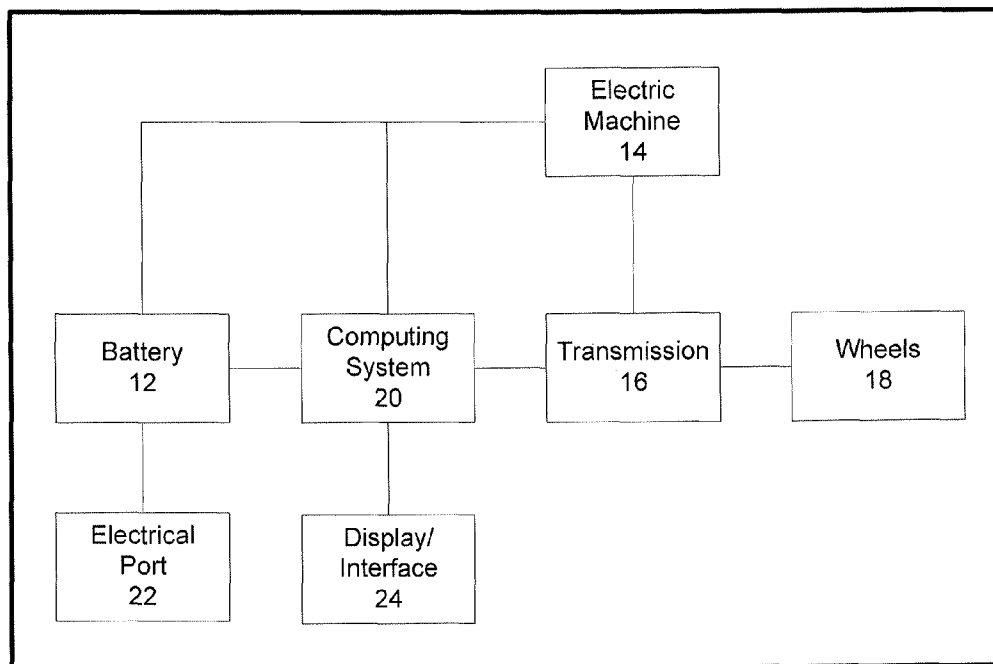 Electric
Machine
14
Battery
12
Computing
System
20
Transmission
16
Wheels
18
Electrical
Port
22
Display/
Interface
24